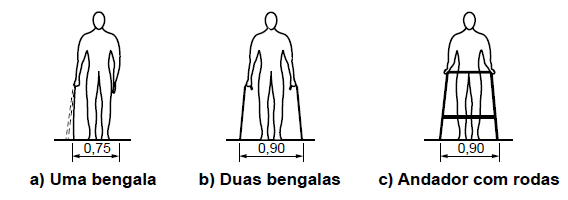 0,75 0,90 0,90
a) Uma bengala b) Duas bengalas c) Andador com rodas